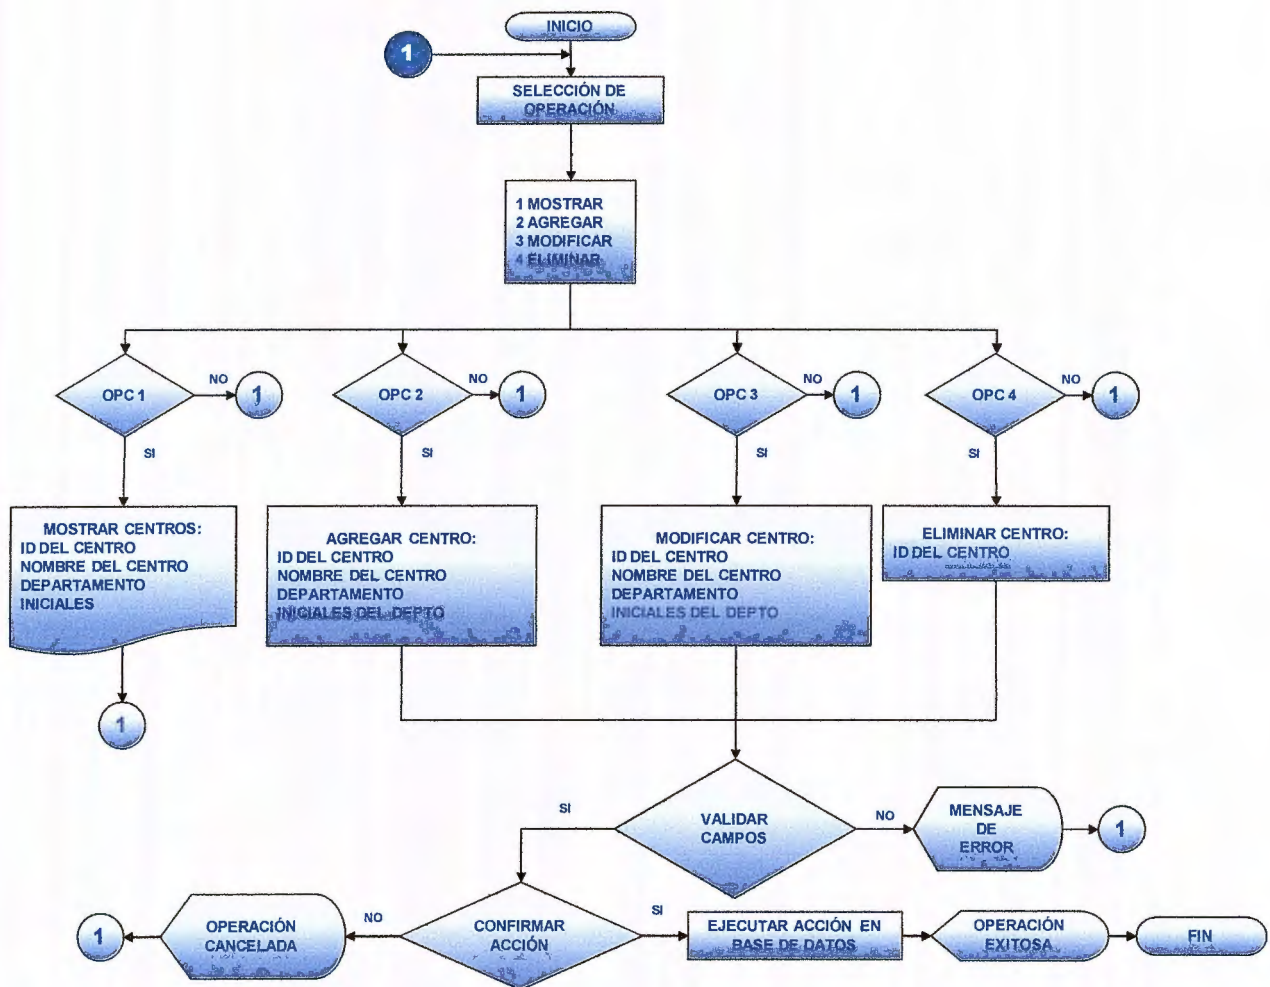 INICIO
1
SELECCIÓN DE
OPERACIÓN
1 MOSTRAR
2 AGREGAR
3 MODIFICAR
4 ELIMINAR
OPC 1
NO
1
OPC 2
NO
1
OPC 3
NO
1
OPC 4
NO
1
SI
SI
SI
SI
MOSTRAR CENTROS:
ID DEL CENTRO
NOMBRE DEL CENTRO
DEPARTAMENTO
INICIALES
AGREGAR CENTRO:
ID DEL CENTRO
NOMBRE DEL CENTRO
DEPARTAMENTO
INICIALES DEL DEPTO
MODIFICAR CENTRO:
ID DEL CENTRO
NOMBRE DEL CENTRO
DEPARTAMENTO
INICIALES DEL DEPTO
ELIMINAR CENTRO:
ID DEL CENTRO
1
SI
VALIDAR
CAMPOS
NO
MENSAJE
DE
ERROR
1
1
OPERACIÓN
CANCELADA
NO
CONFIRMAR
ACCIÓN
SI
EJECUTAR ACCIÓN EN
BASE DE DATOS
OPERACIÓN
EXITOSA
FIN